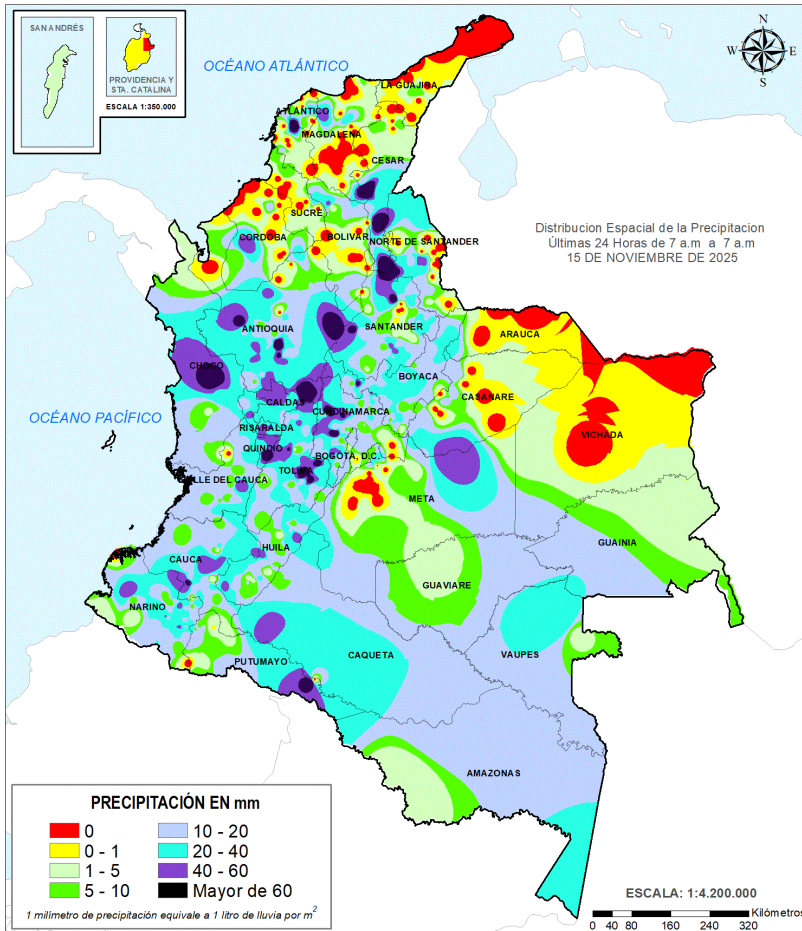 SAN ANDRÉS
PROVIDENCIA Y
STA. CATALINA
ESCALA 1:350.000
OCÉANO ATLÁNTICO
N
W
E
S
LA GUAJIRA
ATLANTICO
MAGDALENA
CESAR
SUCRE
CORDOBA
BOLIVAR
NORTE DE SANTANDER
Distribucion Espacial de la Precipitacion
Últimas 24 Horas de 7 a.m a 7 a.m
15 DE NOVIEMBRE DE 2025
ANTIOQUIA
SANTANDER
ARAUCA
CHOCO
BOYACA
CASANARE
CALDAS
CUNDINAMARCA
OCÉANO PACÍFICO
RISARALDA
VICHADA
QUINDIO
BOGOTA, D.C.
TOLIMA
VALLE DEL CAUCA
META
GUAINIA
HUILA
CAUCA
GUAVIARE
NARINO
CAQUETA
VAUPES
PUTUMAYO
AMAZONAS
PRECIPITACIÓN EN mm
0
0 - 1
1 - 5
5 - 10
10 - 20
20 - 40
40 - 60
Mayor de 60
1 milímetro de precipitación equivale a 1 litro de lluvia por m²
ESCALA: 1:4.200.000
Kilómetros
0 40 80 160 240 320